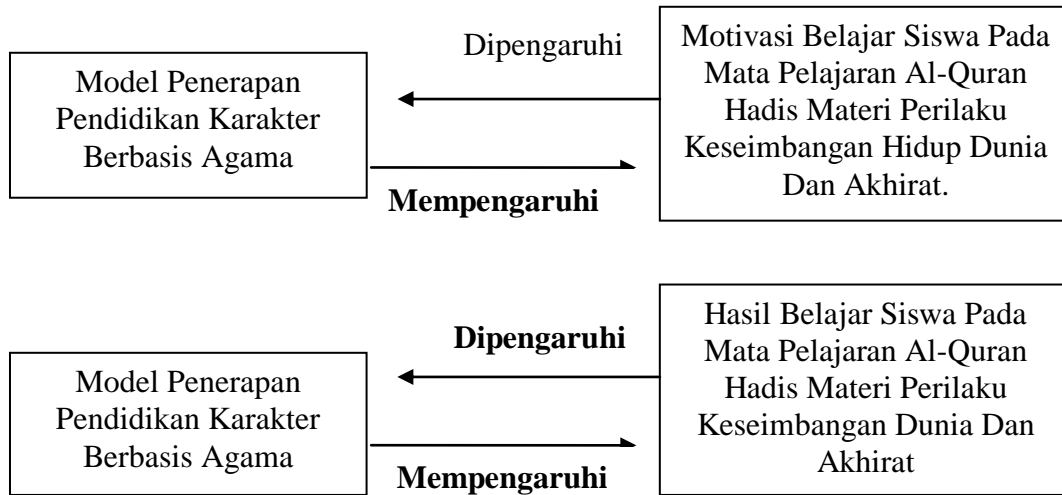 Model Penerapan
Pendidikan Karakter
Berbasis Agama
Dipengaruhi
Mempengaruhi
Motivasi Belajar Siswa Pada
Mata Pelajaran Al-Quran
Hadis Materi Perilaku
Keseimbangan Hidup Dunia
Dan Akhirat.
Model Penerapan
Pendidikan Karakter
Berbasis Agama
Dipengaruhi
Mempengaruhi
Hasil Belajar Siswa Pada
Mata Pelajaran Al-Quran
Hadis Materi Perilaku
Keseimbangan Dunia Dan
Akhirat